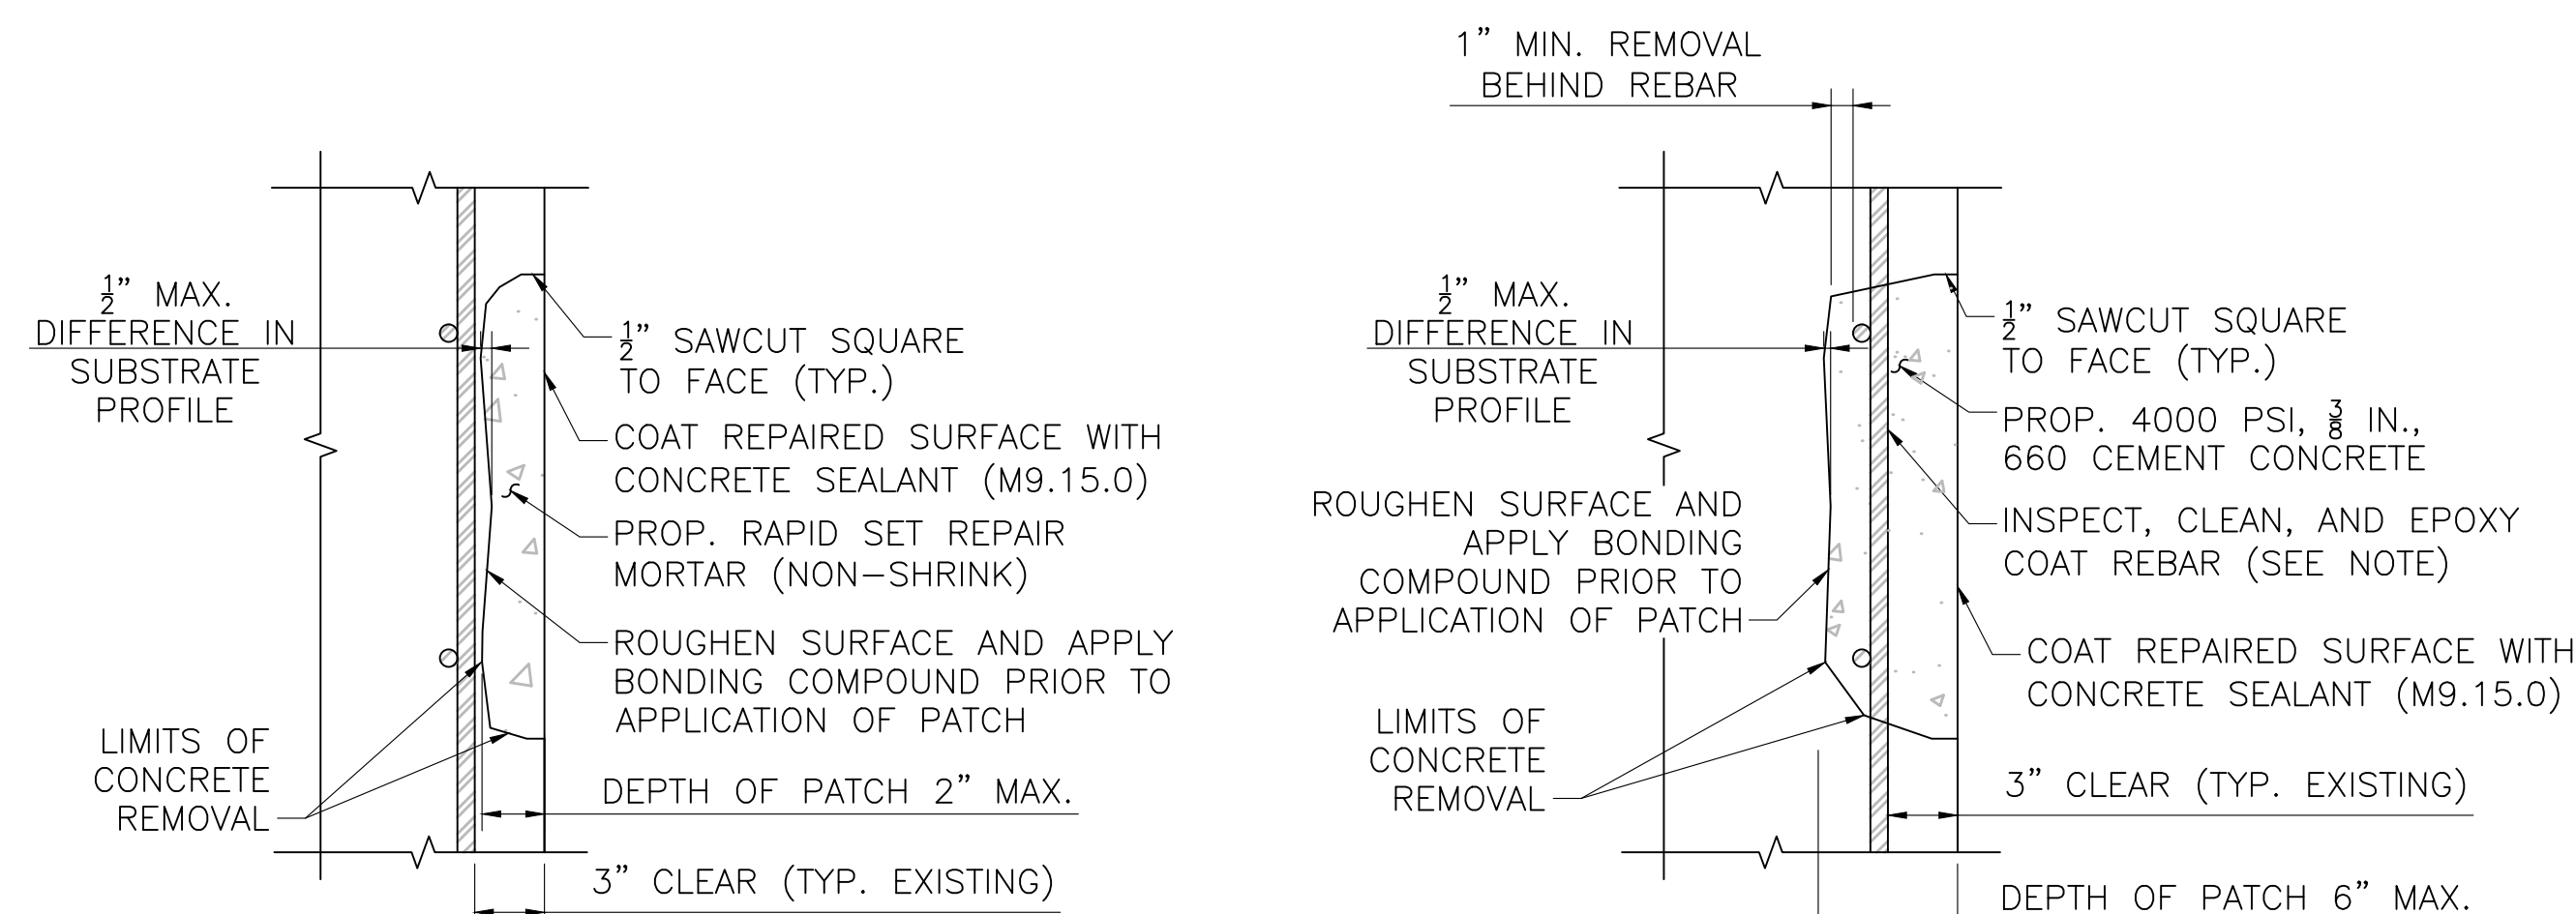 ½” MAX.
DIFFERENCE IN
SUBSTRATE
PROFILE
½” SAWCUT SQUARE
TO FACE (TYP.)
COAT REPAIRED SURFACE WITH
CONCRETE SEALANT (M9.15.0)
PROP. RAPID SET REPAIR
MORTAR (NON–SHRINK)
ROUGHEN SURFACE AND APPLY
BONDING COMPOUND PRIOR TO
APPLICATION OF PATCH
LIMITS OF
CONCRETE
REMOVAL
DEPTH OF PATCH 2” MAX.
3” CLEAR (TYP. EXISTING)
1” MIN. REMOVAL
BEHIND REBAR
½” MAX.
DIFFERENCE IN
SUBSTRATE
PROFILE
ROUGHEN SURFACE AND
APPLY BONDING
COMPOUND PRIOR TO
APPLICATION OF PATCH
LIMITS OF
CONCRETE
REMOVAL
½” SAWCUT SQUARE
TO FACE (TYP.)
PROP. 4000 PSI, ⅜ IN.,
660 CEMENT CONCRETE
INSPECT, CLEAN, AND EPOXY
COAT REBAR (SEE NOTE)
COAT REPAIRED SURFACE WITH
CONCRETE SEALANT (M9.15.0)
3” CLEAR (TYP. EXISTING)
DEPTH OF PATCH 6” MAX.